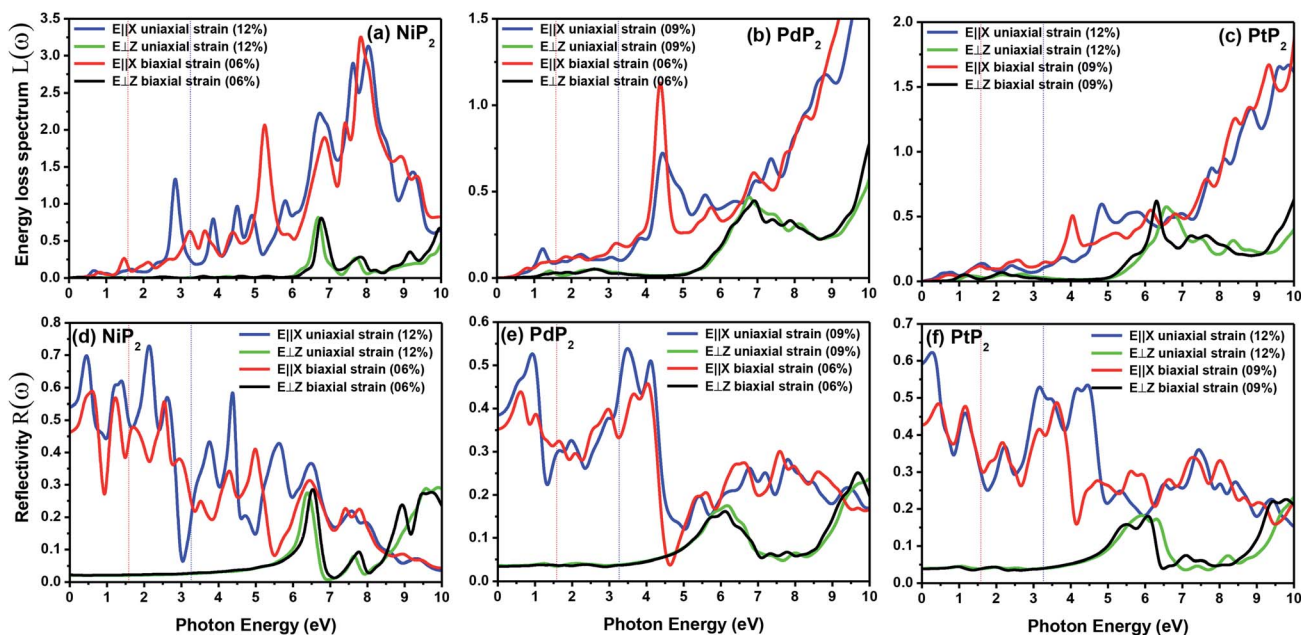 Energy loss spectrum L(ω)
3.5
3.0
2.5
2.0
1.5
1.0
0.5
0.0
0 1 2 3 4 5 6 7 8 9 10
E||X uniaxial strain (12%)
E⊥Z uniaxial strain (12%)
E||X biaxial strain (06%)
E⊥Z biaxial strain (06%)
(a) NiP2
1.5
1.0
0.5
0.0
0 1 2 3 4 5 6 7 8 9 10
E||X uniaxial strain (09%)
E⊥Z uniaxial strain (09%)
E||X biaxial strain (06%)
E⊥Z biaxial strain (06%)
(b) PdP2
2.0
1.5
1.0
0.5
0.0
0 1 2 3 4 5 6 7 8 9 10
E||X uniaxial strain (12%)
E⊥Z uniaxial strain (12%)
E||X biaxial strain (09%)
E⊥Z biaxial strain (09%)
(c) PtP2
Reflectivity R(ω)
0.8
0.7
0.6
0.5
0.4
0.3
0.2
0.1
0.0
0 1 2 3 4 5 6 7 8 9 10
(d) NiP2
E||X uniaxial strain (12%)
E⊥Z uniaxial strain (12%)
E||X biaxial strain (06%)
E⊥Z biaxial strain (06%)
Photon Energy (eV)
0.6
0.5
0.4
0.3
0.2
0.1
0.0
0 1 2 3 4 5 6 7 8 9 10
(e) PdP2
E||X uniaxial strain (09%)
E⊥Z uniaxial strain (09%)
E||X biaxial strain (06%)
E⊥Z biaxial strain (06%)
Photon Energy (eV)
0.7
0.6
0.5
0.4
0.3
0.2
0.1
0.0
0 1 2 3 4 5 6 7 8 9 10
(f) PtP2
E||X uniaxial strain (12%)
E⊥Z uniaxial strain (12%)
E||X biaxial strain (09%)
E⊥Z biaxial strain (09%)
Photon Energy (eV)